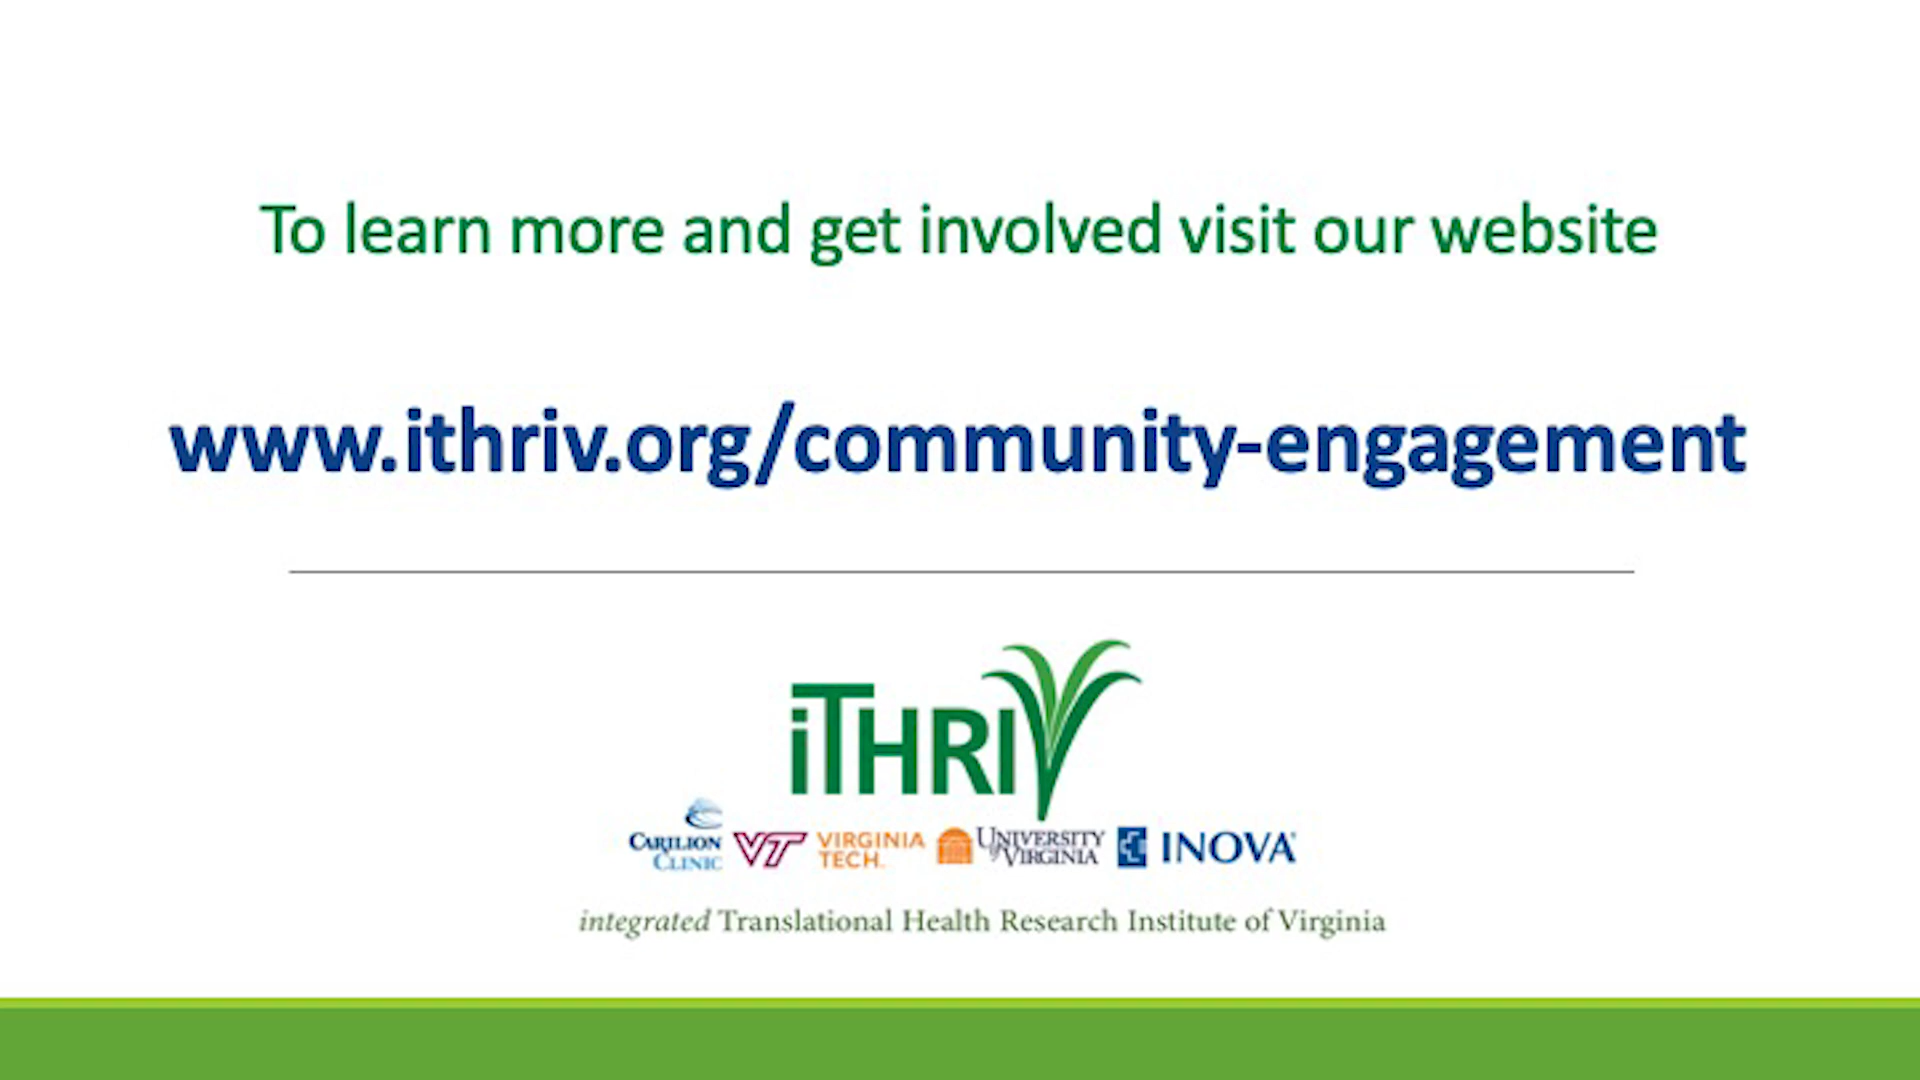 To learn more and get involved visit our website
www.ithriv.org/community-engagement
iTHRIV
CARILION CLINIC VT VIRGINIA TECH. UNIVERSITY of VIRGINIA INOVA
integrated Translational Health Research Institute of Virginia